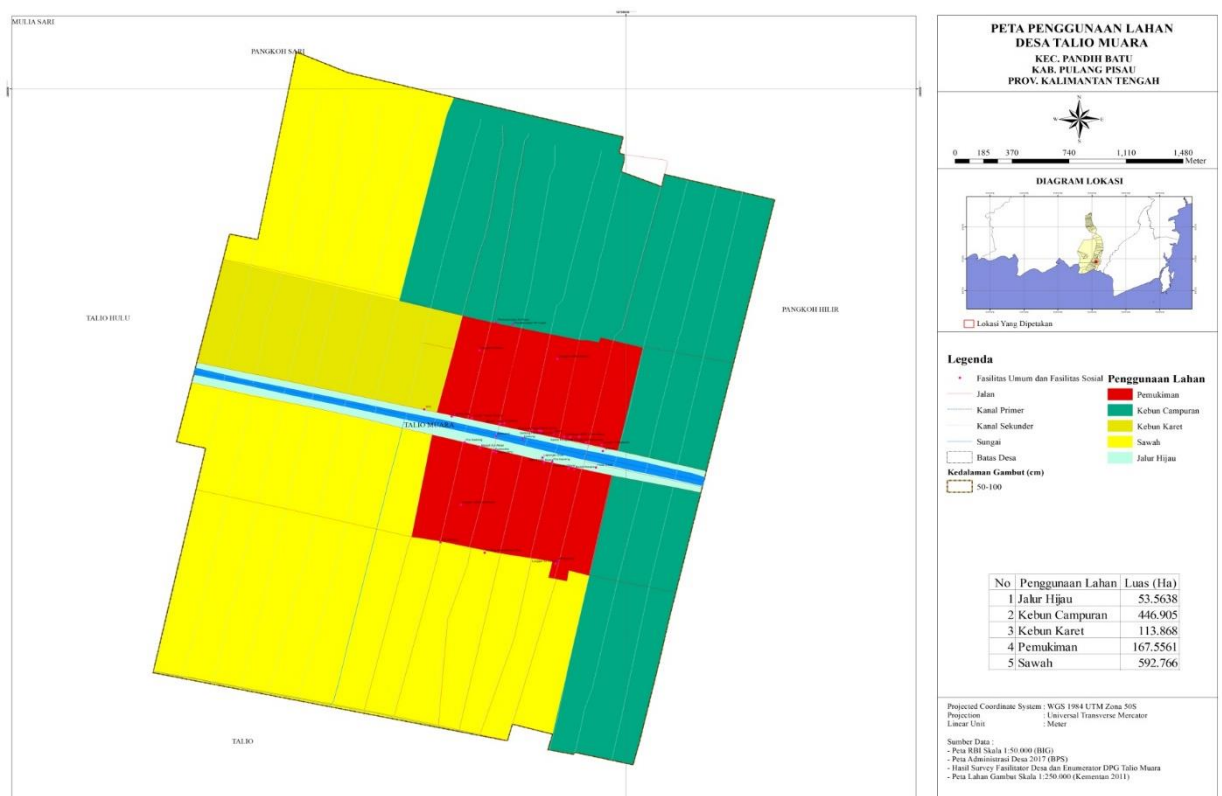 MULIA SARI
PANGKOH SARI
TALIO HULU
PANGKOH HILIR
TALIO MUARA
TALIO
PETA PENGGUNAAN LAHAN
DESA TALIO MUARA
KEC. PANDIH BATU
KAB. PULANG PISAU
PROV. KALIMANTAN TENGAH
N
W
E
S
0 185 370 740 1,110 1,480
Meter
DIAGRAM LOKASI
Lokasi Yang Dipetakan
Legenda
Fasilitas Umum dan Fasilitas Sosial
Jalan
Kanal Primer
Kanal Sekunder
Sungai
Batas Desa
Kedalaman Gambut (cm)
50-100
Penggunaan Lahan
Pemukiman
Kebun Campuran
Kebun Karet
Sawah
Jalur Hijau
No Penggunaan Lahan Luas (Ha)
1 Jalur Hijau 53.5638
2 Kebun Campuran 446.905
3 Kebun Karet 113.868
4 Pemukiman 167.5561
5 Sawah 592.766
Projected Coordinate System : WGS 1984 UTM Zona 50S
Projection : Universal Transverse Mercator
Linear Unit : Meter
Sumber Data :
- Peta RBI Skala 1:50.000 (BIG)
- Peta Administrasi Desa 2017 (BPS)
- Hasil Survey Fasilitator Desa dan Enumerator DPG Talio Muara
- Peta Lahan Gambut Skala 1:250.000 (Kementan 2011)